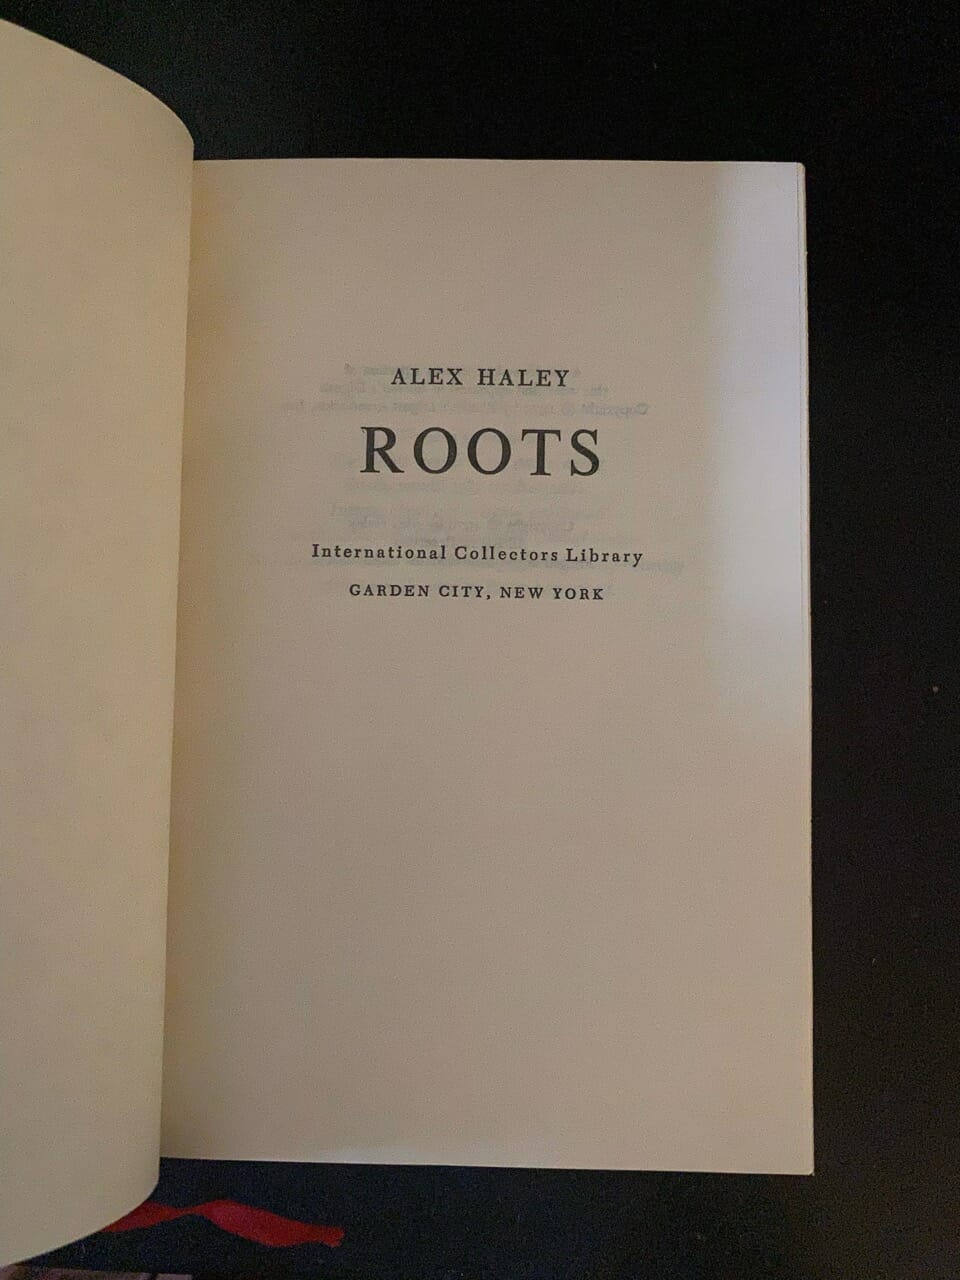 ALEX HALEY
ROOTS
International Collectors Library
GARDEN CITY, NEW YORK